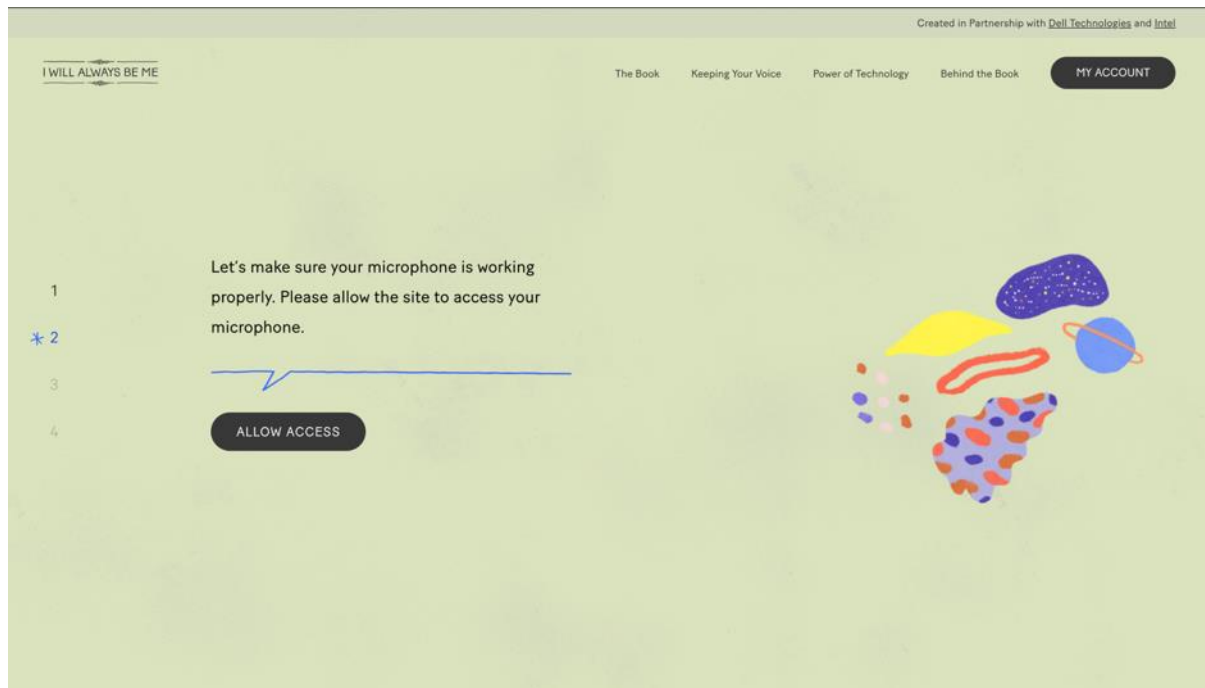 Created in Partnership with Dell Technologies and Intel
I WILL ALWAYS BE ME
The Book
Keeping Your Voice
Power of Technology
Behind the Book
MY ACCOUNT
Let's make sure your microphone is working
properly. Please allow the site to access your
microphone.
1
* 2
3
4
ALLOW ACCESS